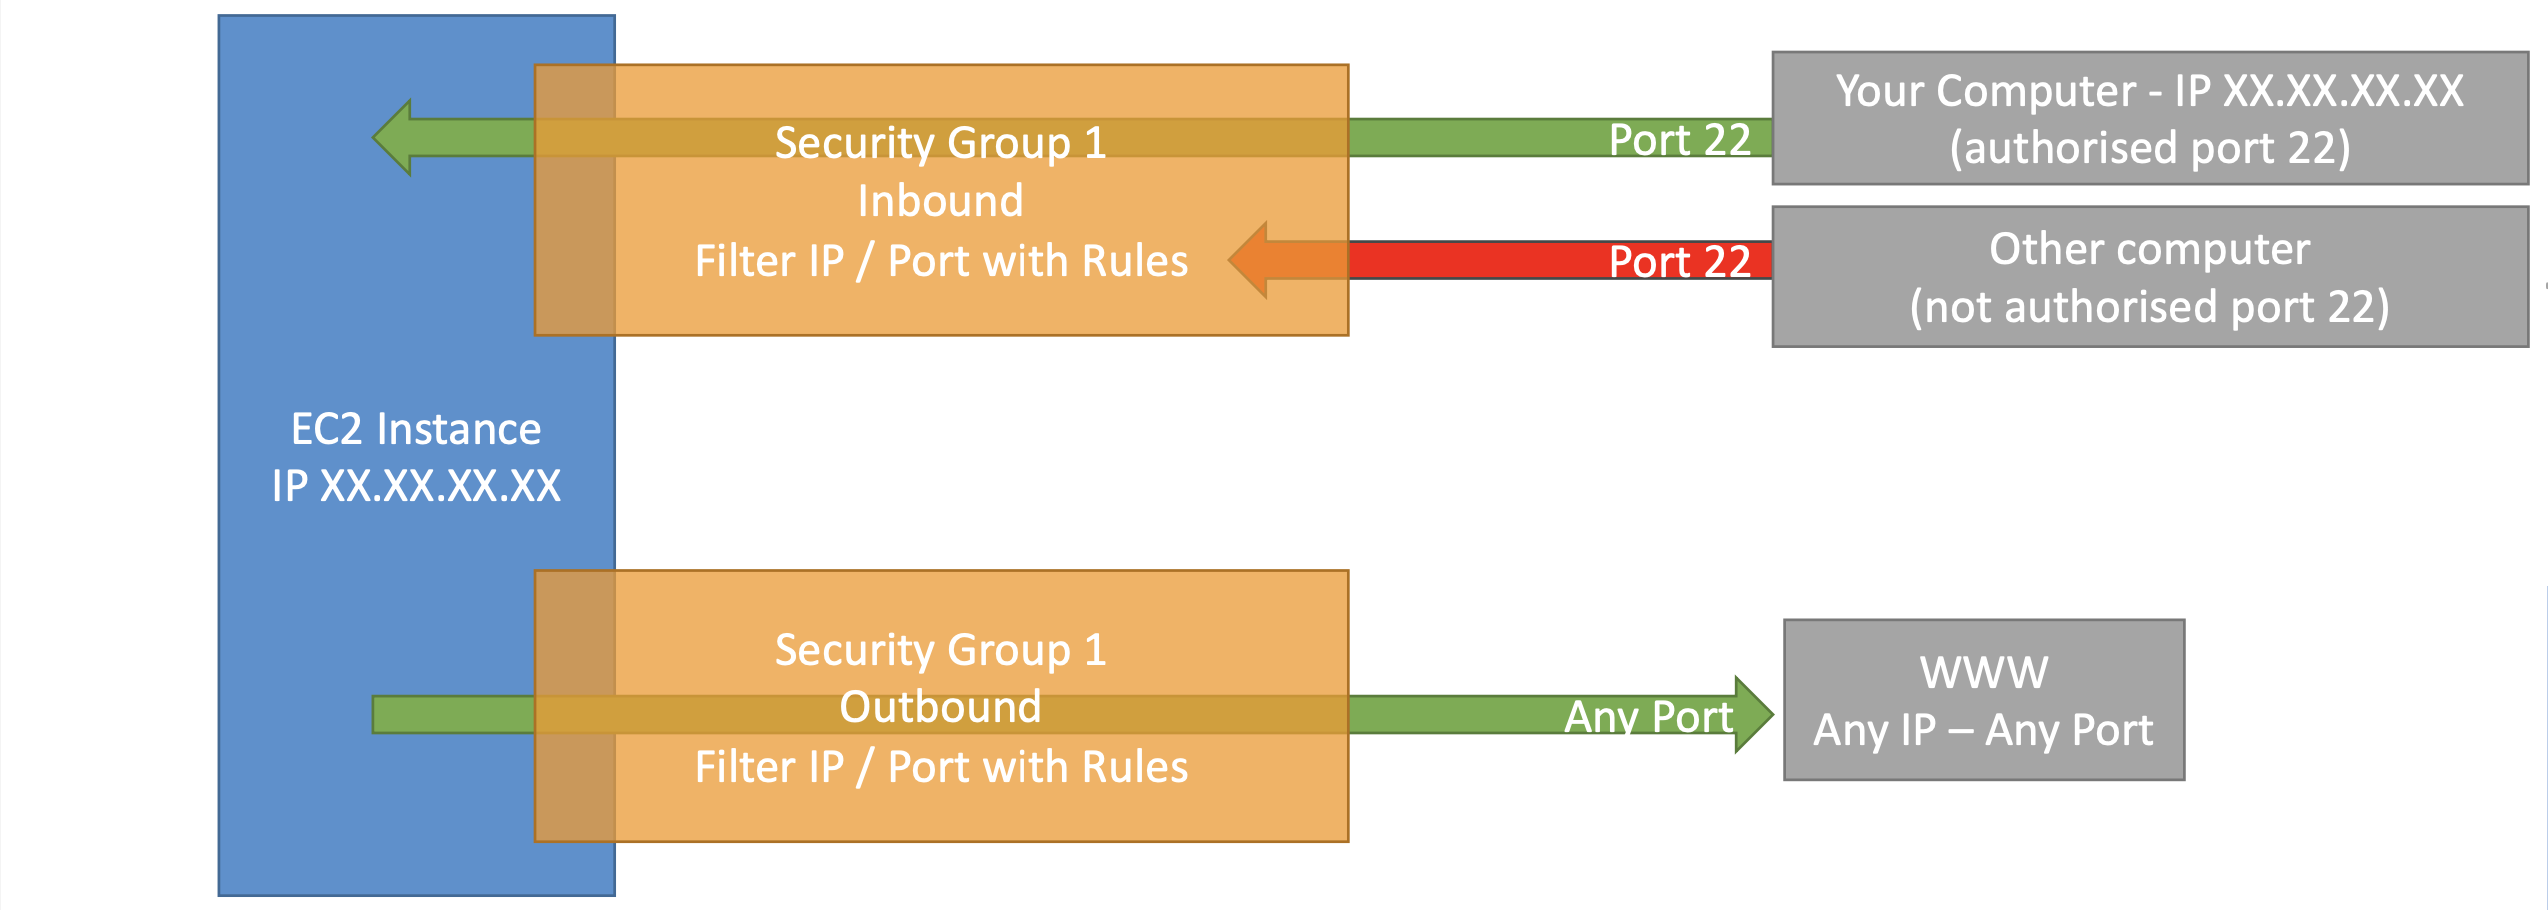 Your Computer - IP XX.XX.XX.XX
(authorised port 22)
Port 22
Security Group 1
Inbound
Filter IP / Port with Rules
Port 22
Other computer
(not authorised port 22)
EC2 Instance
IP XX.XX.XX.XX
Security Group 1
Outbound
Filter IP / Port with Rules
Any Port
WWW
Any IP – Any Port